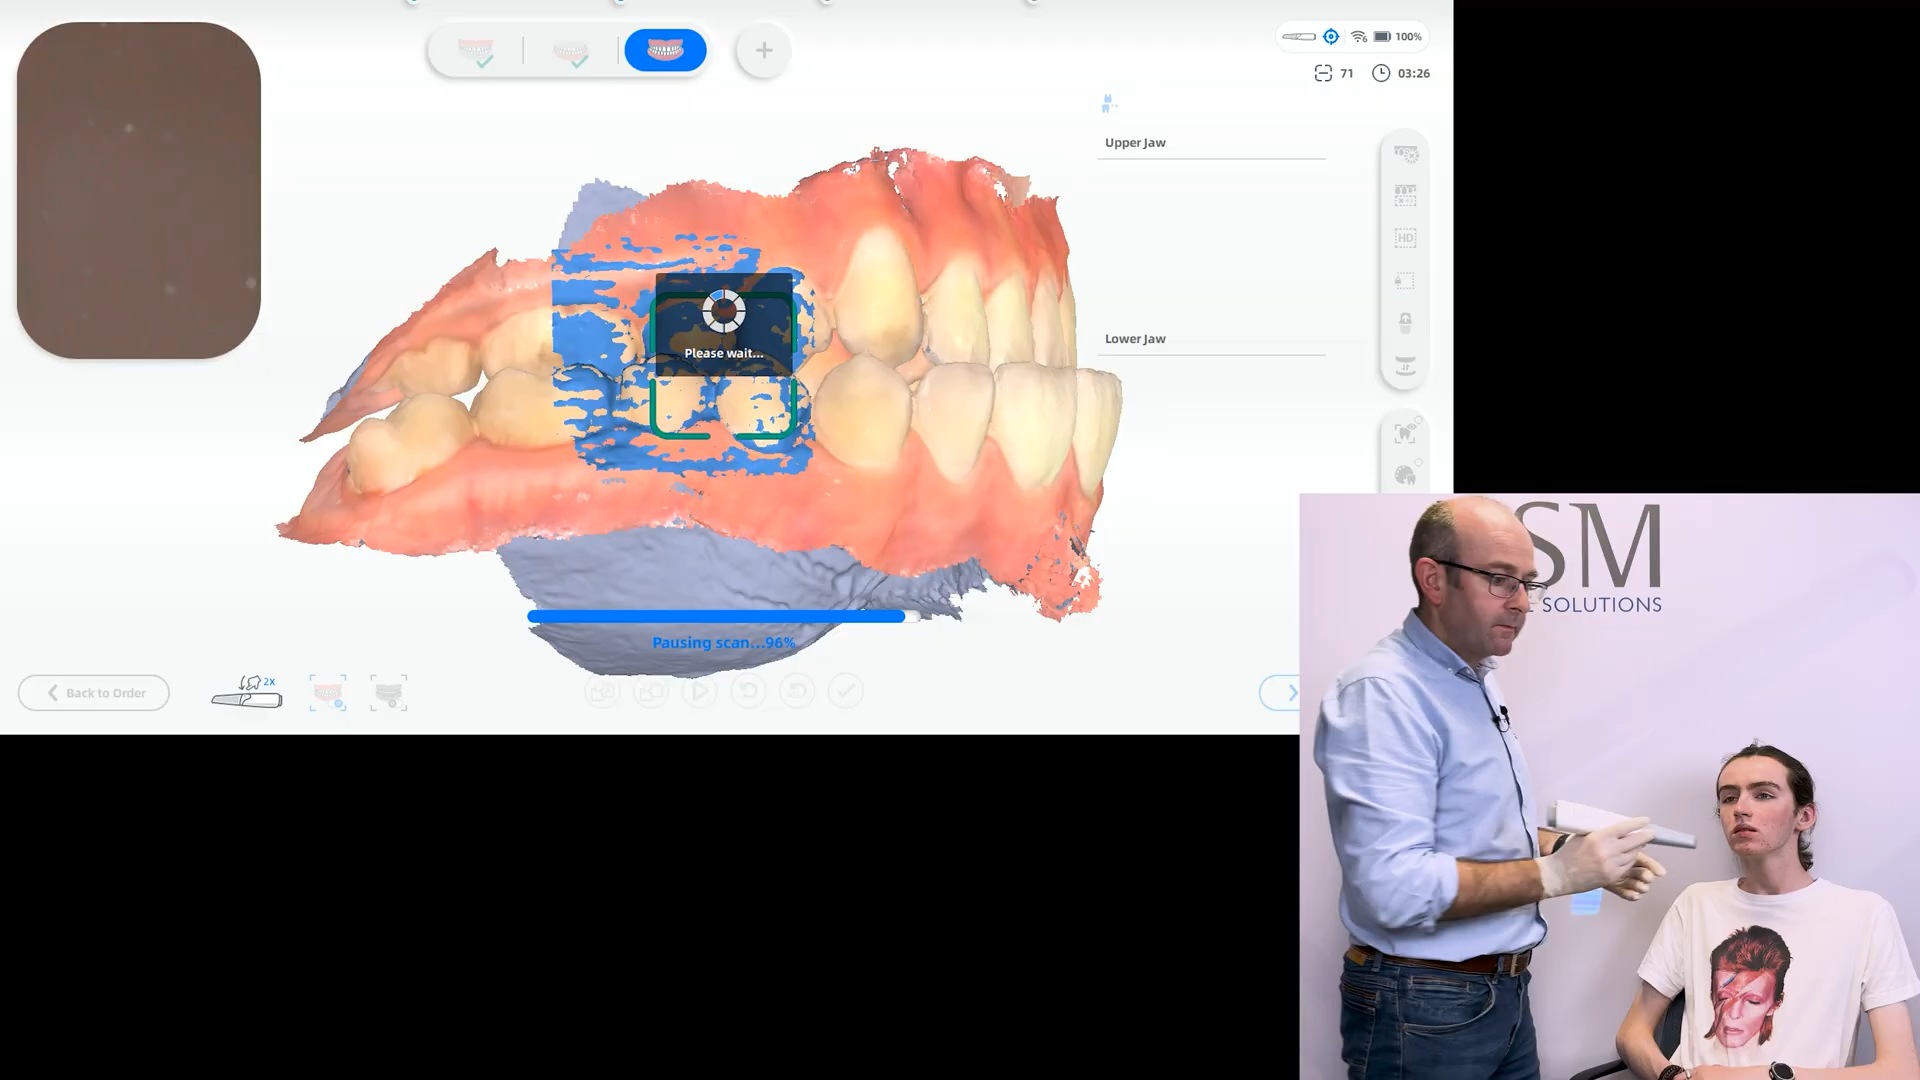 100%
71
03:26
Upper Jaw
Please wait...
Lower Jaw
HD
Pausing scan...96%
Back to Order
2X
SM
SOLUTIONS